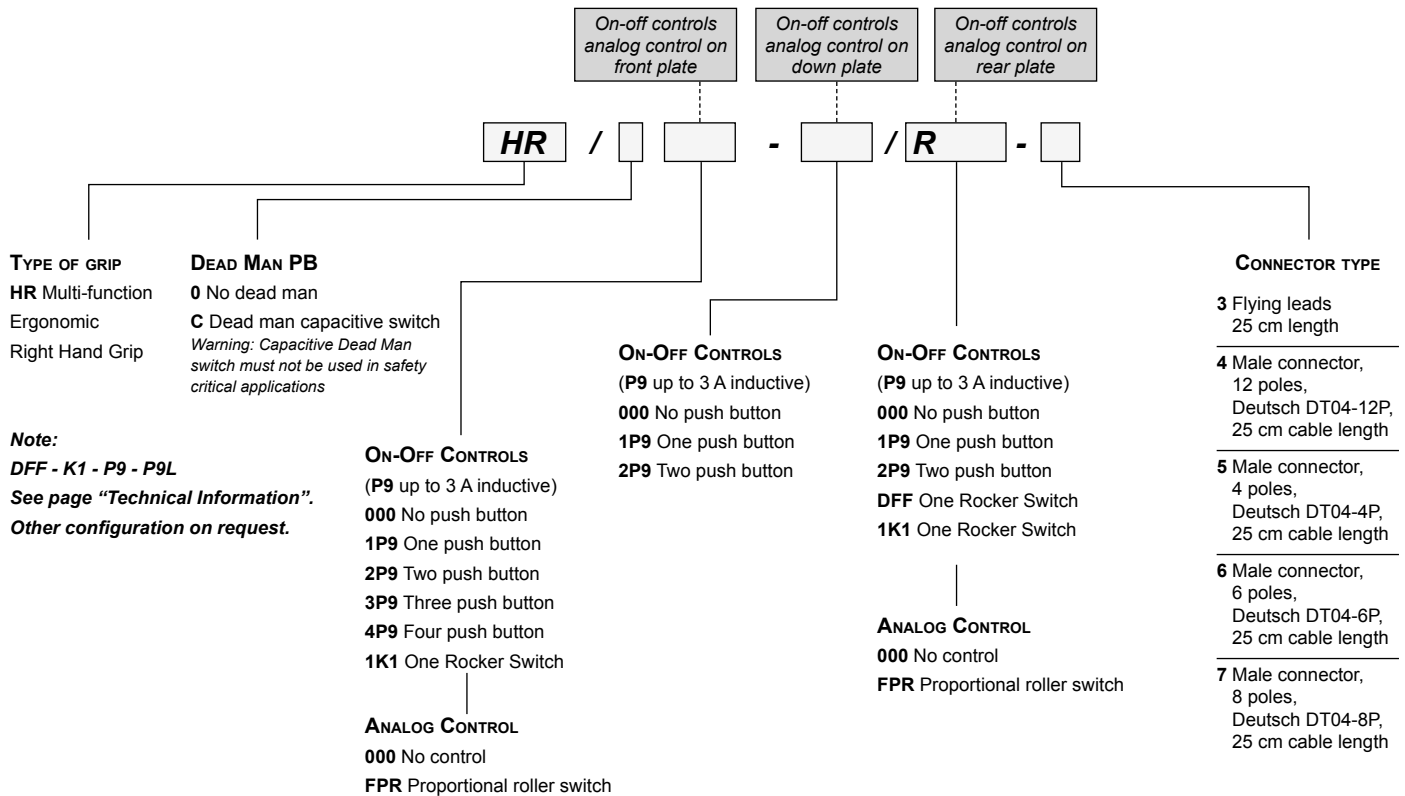 On-off controls
analog control on
front plate
On-off controls
analog control on
down plate
On-off controls
analog control on
rear plate
HR / - / R -
TYPE OF GRIP
HR Multi-function
Ergonomic
Right Hand Grip
DEAD MAN PB
0 No dead man
C Dead man capacitive switch
Warning: Capacitive Dead Man
switch must not be used in safety
critical applications
Note:
DFF - K1 - P9 - P9L
See page “Technical Information”.
Other configuration on request.
ON-OFF CONTROLS
(P9 up to 3 A inductive)
000 No push button
1P9 One push button
2P9 Two push button
3P9 Three push button
4P9 Four push button
1K1 One Rocker Switch
ANALOG CONTROL
000 No control
FPR Proportional roller switch
ON-OFF CONTROLS
(P9 up to 3 A inductive)
000 No push button
1P9 One push button
2P9 Two push button
ON-OFF CONTROLS
(P9 up to 3 A inductive)
000 No push button
1P9 One push button
2P9 Two push button
DFF One Rocker Switch
1K1 One Rocker Switch
ANALOG CONTROL
000 No control
FPR Proportional roller switch
CONNECTOR TYPE
3 Flying leads
25 cm length
4 Male connector,
12 poles,
Deutsch DT04-12P,
25 cm cable length
5 Male connector,
4 poles,
Deutsch DT04-4P,
25 cm cable length
6 Male connector,
6 poles,
Deutsch DT04-6P,
25 cm cable length
7 Male connector,
8 poles,
Deutsch DT04-8P,
25 cm cable length